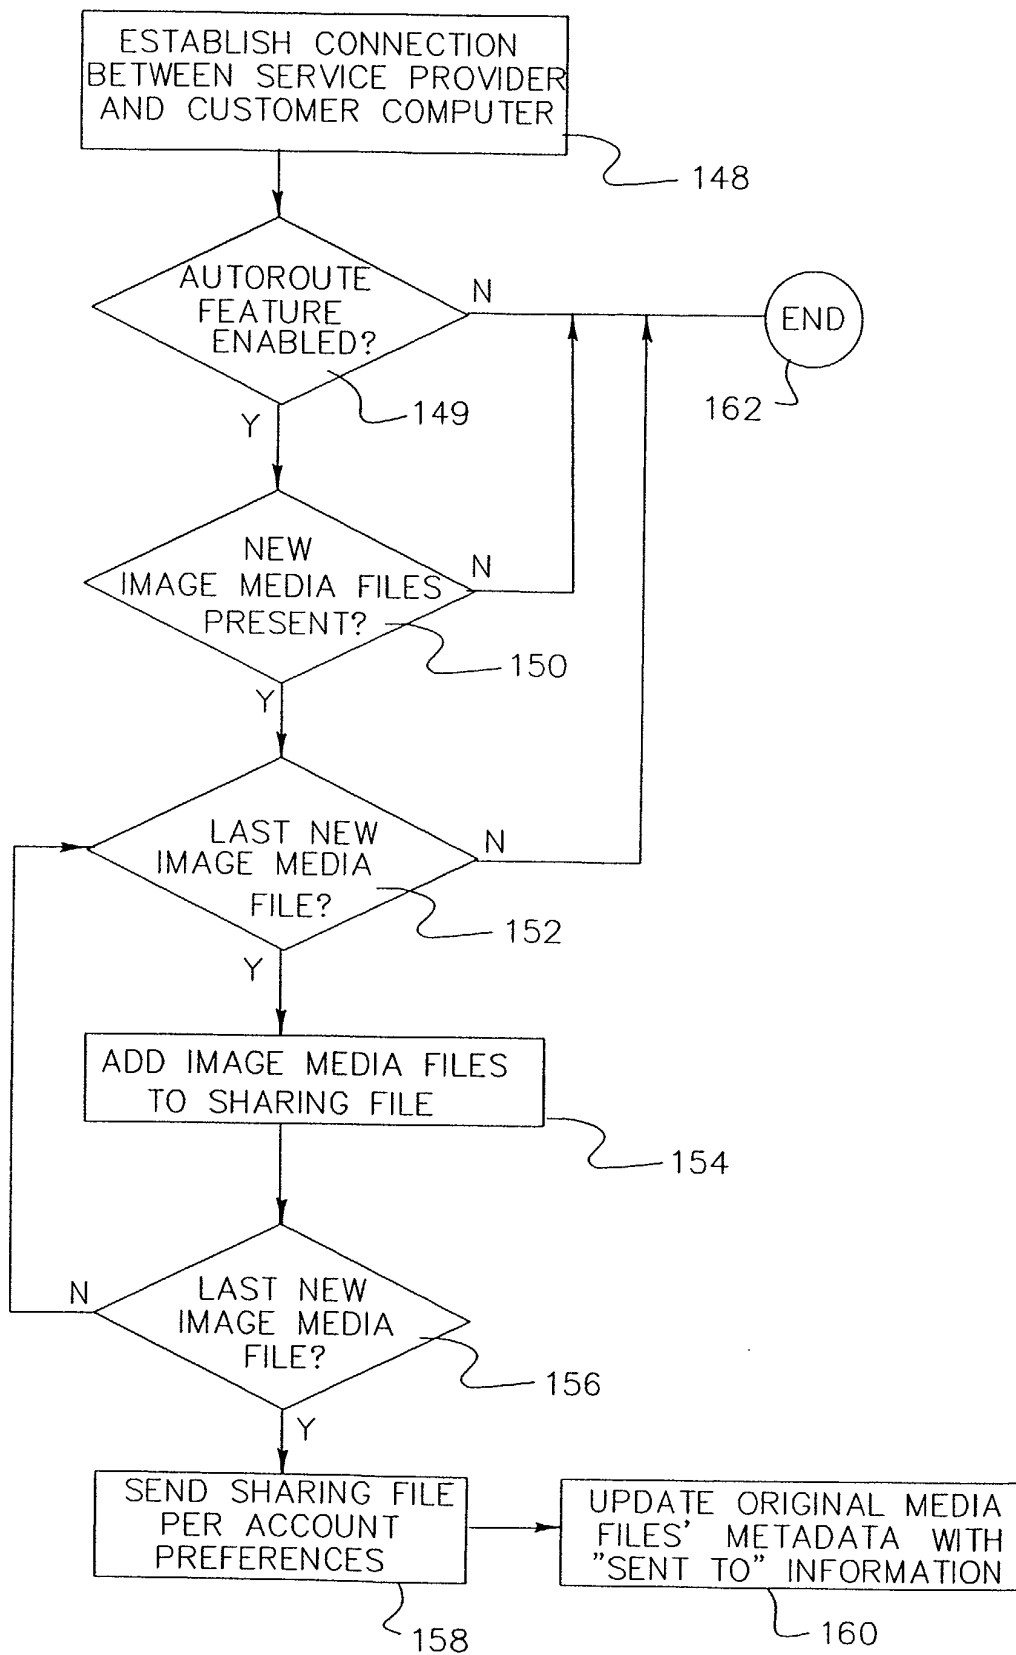 ESTABLISH CONNECTION
BETWEEN SERVICE PROVIDER
AND CUSTOMER COMPUTER
148
AUTOROUTE
FEATURE
ENABLED?
N
END
149
162
Y
NEW
IMAGE MEDIA FILES
PRESENT?
N
150
Y
LAST NEW
IMAGE MEDIA
FILE?
N
152
Y
ADD IMAGE MEDIA FILES
TO SHARING FILE
154
LAST NEW
IMAGE MEDIA
FILE?
N
156
Y
SEND SHARING FILE
PER ACCOUNT
PREFERENCES
158
UPDATE ORIGINAL MEDIA
FILES' METADATA WITH
"SENT TO" INFORMATION
160